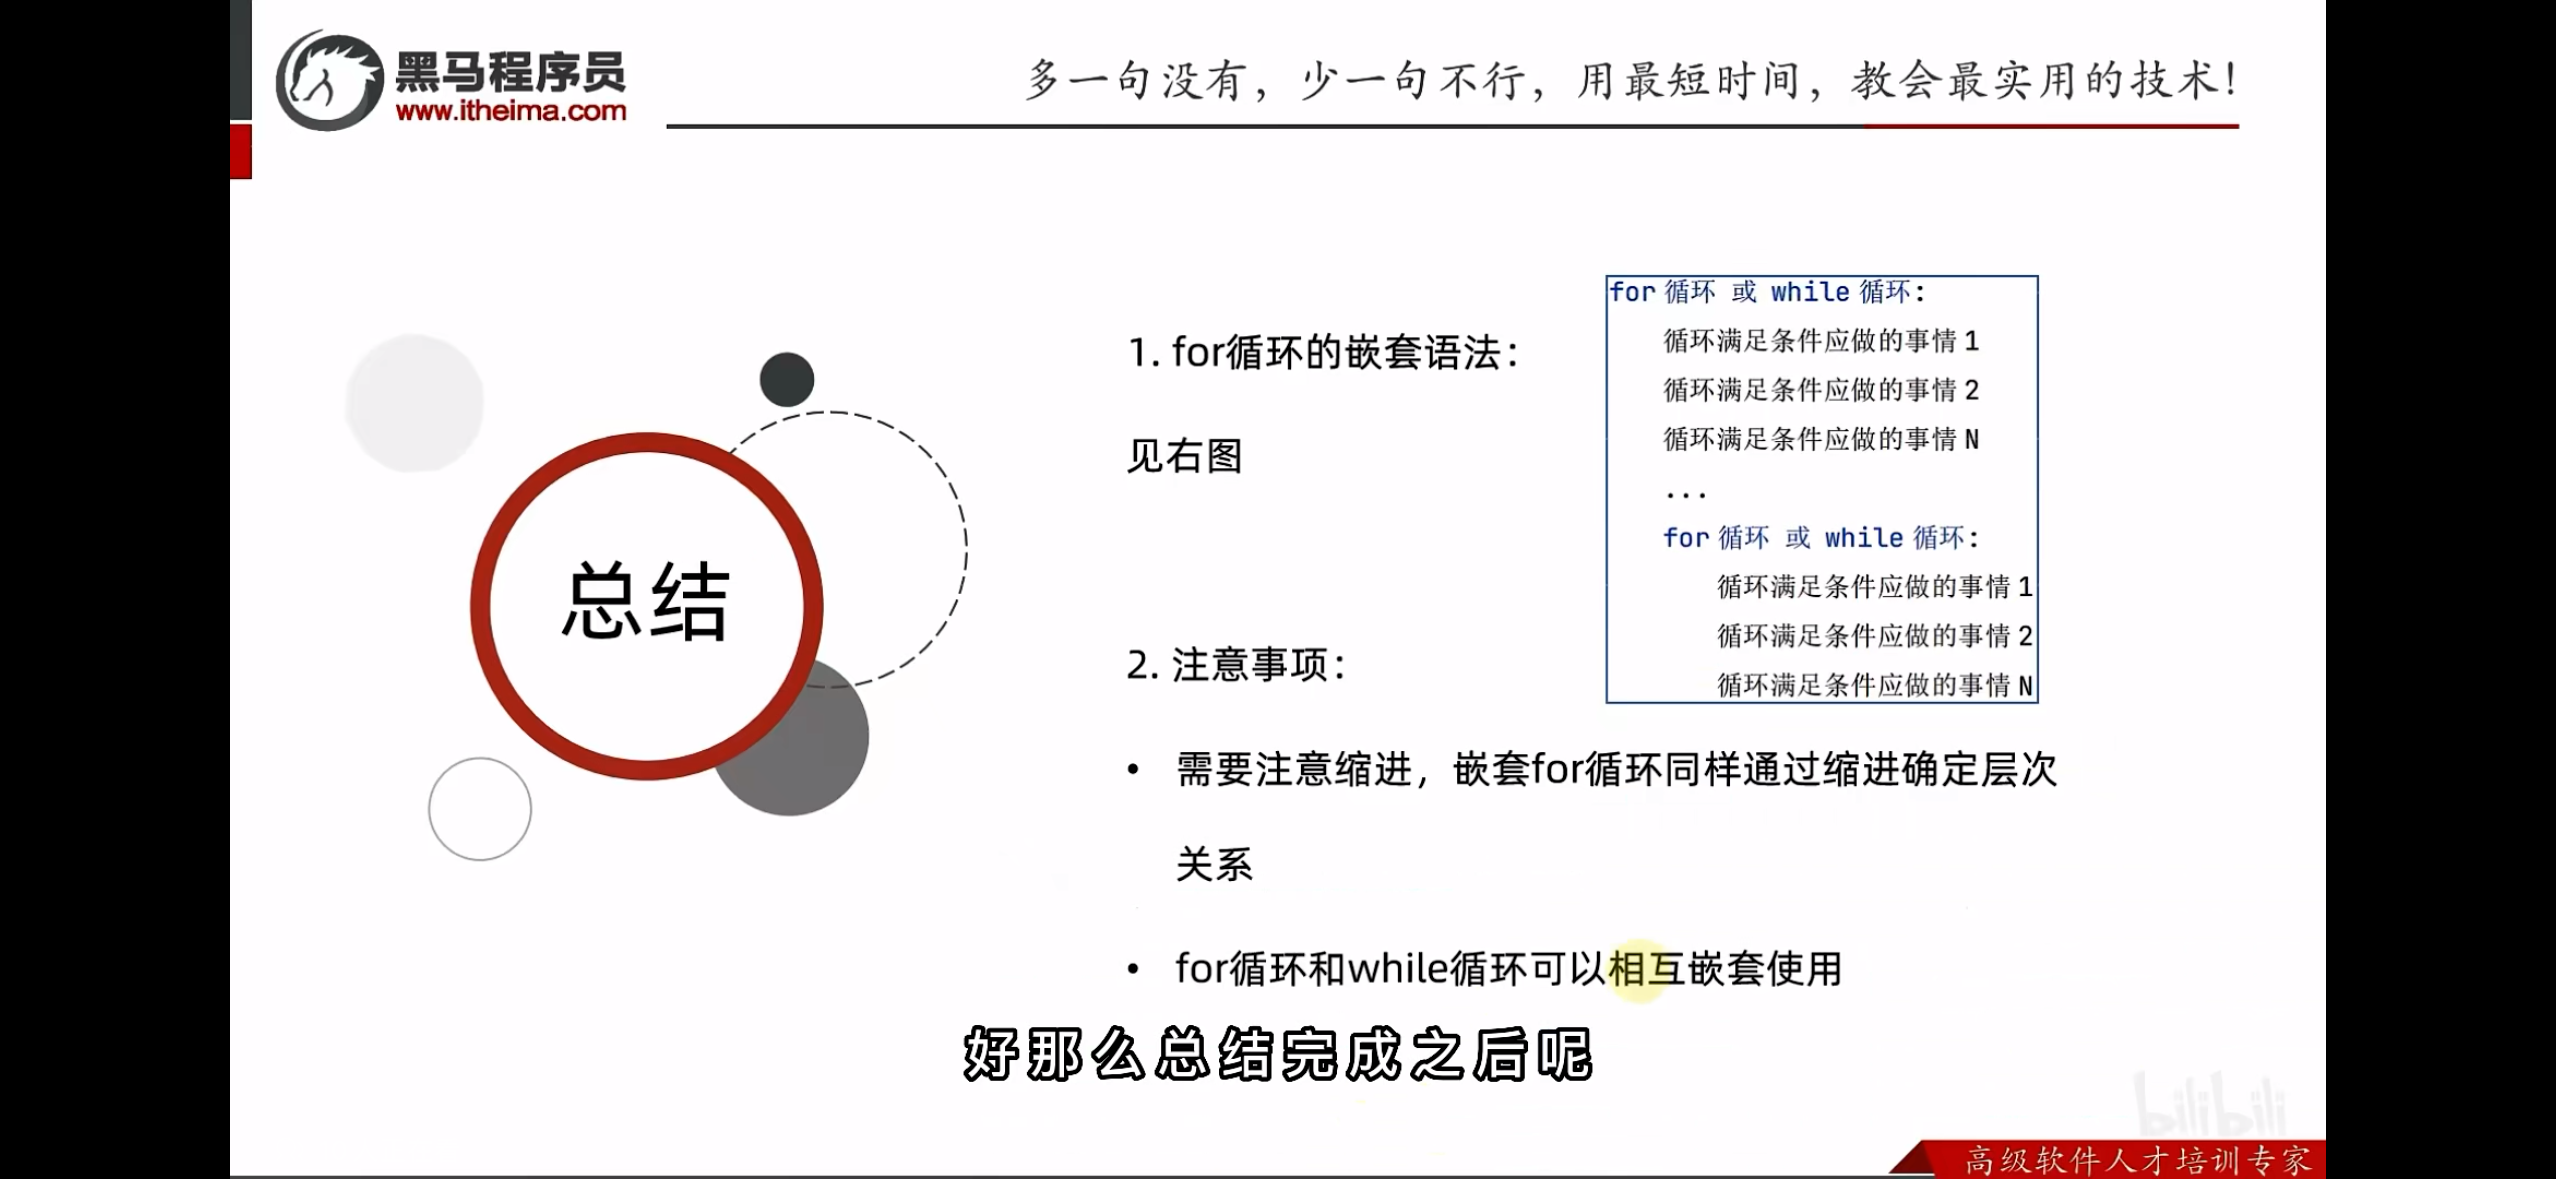 黑马程序员
www.itheima.com
多一句没有，少一句不行，用最短时间，教会最实用的技术！
总结
1. for循环的嵌套语法：
见右图
for 循环 或 while 循环:
循环满足条件应做的事情 1
循环满足条件应做的事情 2
循环满足条件应做的事情 N
...
for 循环 或 while 循环:
循环满足条件应做的事情 1
循环满足条件应做的事情 2
循环满足条件应做的事情 N
2. 注意事项：
• 需要注意缩进，嵌套for循环同样通过缩进确定层次
关系
• for循环和while循环可以相互嵌套使用
好那么总结完成之后呢
bilibili
高级软件人才培训专家